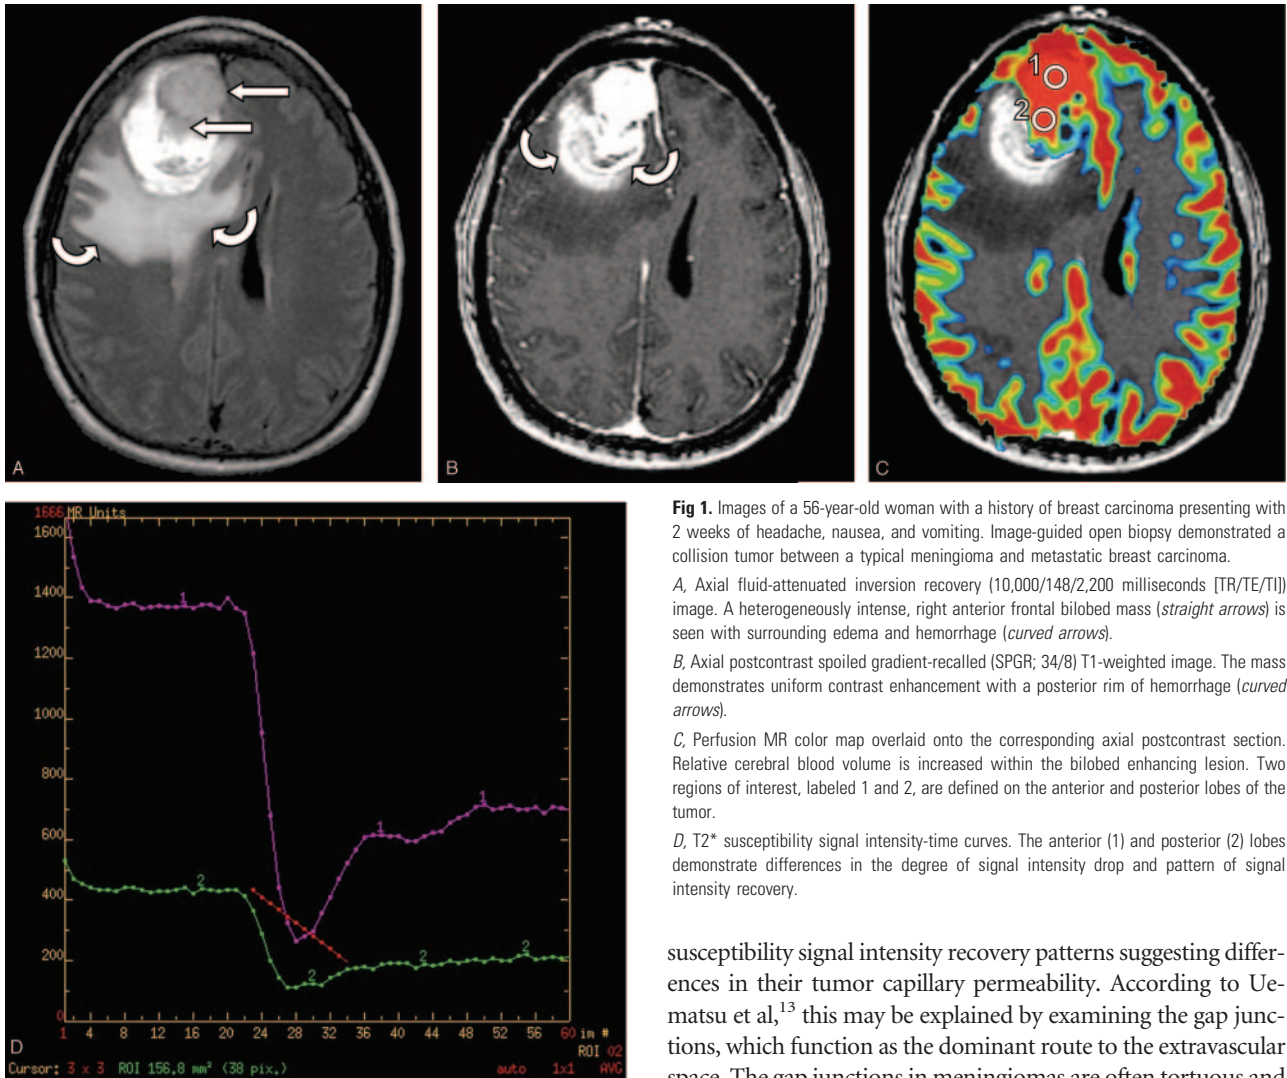 A
B
1
2
C
1666 MR Units
1600
1400
1200
1000
800
600
400
200
0
1
1
1
2
2
2
2
1 4 8 12 16 20 24 28 32 36 40 44 48 52 56 60 im #
D
ROI 02
Cursor: 3 x 3 ROI 156.8 mm² (38 pix.) auto 1x1 AVG
Fig 1. Images of a 56-year-old woman with a history of breast carcinoma presenting with
2 weeks of headache, nausea, and vomiting. Image-guided open biopsy demonstrated a
collision tumor between a typical meningioma and metastatic breast carcinoma.
A, Axial fluid-attenuated inversion recovery (10,000/148/2,200 milliseconds [TR/TE/TI])
image. A heterogeneously intense, right anterior frontal bilobed mass (straight arrows) is
seen with surrounding edema and hemorrhage (curved arrows).
B, Axial postcontrast spoiled gradient-recalled (SPGR; 34/8) T1-weighted image. The mass
demonstrates uniform contrast enhancement with a posterior rim of hemorrhage (curved
arrows).
C, Perfusion MR color map overlaid onto the corresponding axial postcontrast section.
Relative cerebral blood volume is increased within the bilobed enhancing lesion. Two
regions of interest, labeled 1 and 2, are defined on the anterior and posterior lobes of the
tumor.
D, T2* susceptibility signal intensity-time curves. The anterior (1) and posterior (2) lobes
demonstrate differences in the degree of signal intensity drop and pattern of signal
intensity recovery.
susceptibility signal intensity recovery patterns suggesting differ-
ences in their tumor capillary permeability. According to Ue-
matsu et al,13 this may be explained by examining the gap junc-
tions, which function as the dominant route to the extravascular
space. The gap junctions in meningiomas are often tortuous and